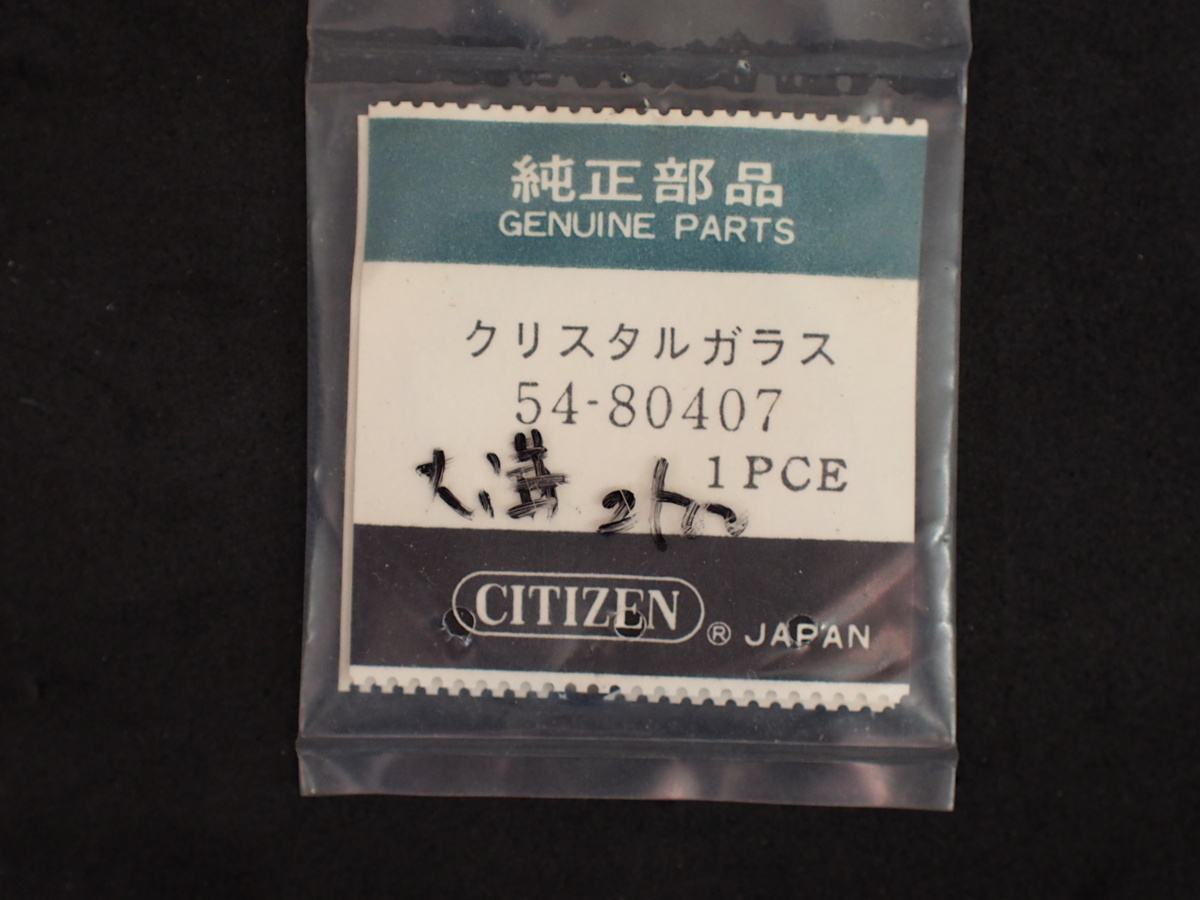 純正部品
GENUINE PARTS
クリスタルガラス
54-80407
1PCE
CITIZEN
® JAPAN